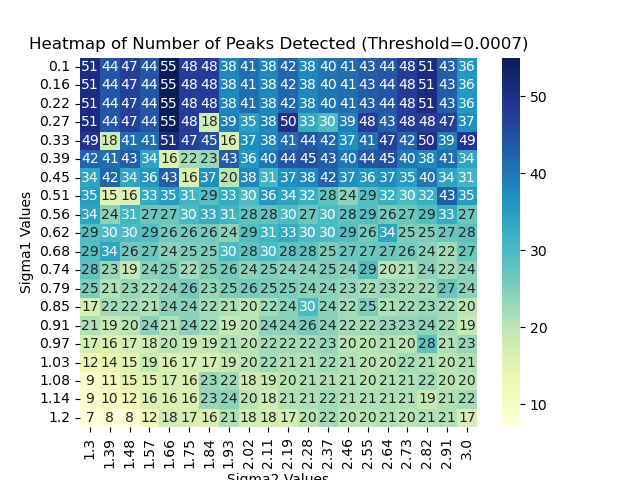 Heatmap of Number of Peaks Detected (Threshold=0.0007)
Sigma1 Values
0.1 51 44 47 44 55 48 48 38 41 38 42 38 40 41 43 44 48 51 43 36
0.16 51 44 47 44 55 48 48 38 41 38 42 38 40 41 43 44 48 51 43 36
0.22 51 44 47 44 55 48 48 38 41 38 42 38 40 41 43 44 48 51 43 36
0.27 51 44 47 44 55 48 18 39 35 38 50 33 30 39 48 43 48 48 47 37
0.33 49 18 41 41 51 47 45 16 37 38 41 44 42 37 41 47 42 50 39 49
0.39 42 41 43 34 16 22 23 43 36 40 44 45 43 40 44 45 40 38 41 34
0.45 34 42 34 36 43 16 37 20 38 31 37 38 42 37 36 37 35 40 34 31
0.51 35 15 16 33 35 31 29 33 30 36 34 32 28 24 29 32 30 32 43 35
0.56 34 24 31 27 27 30 33 31 28 28 30 27 30 28 29 26 27 29 33 27
0.62 29 30 30 29 26 26 26 24 29 31 33 30 30 29 26 34 25 25 27 28
0.68 29 34 26 27 24 25 25 30 28 30 28 28 25 27 27 27 26 24 22 27
0.74 28 23 19 24 25 22 25 26 24 25 24 25 24 29 20 21 24 22 24
0.79 25 21 23 22 24 26 23 25 26 25 25 24 24 23 22 23 22 22 27 24
0.85 17 22 22 21 24 24 22 21 20 22 24 30 24 22 25 21 22 23 22 20
0.91 21 19 20 24 21 24 22 19 20 24 24 26 24 22 22 23 23 24 22 19
0.97 17 16 17 18 20 19 19 21 20 22 22 22 23 20 20 21 22 28 21 23
1.03 12 14 15 19 16 17 17 19 20 22 21 21 22 21 20 20 22 21 20 21
1.08 9 11 15 15 17 16 23 22 18 19 20 21 21 21 20 21 21 22 20 20
1.14 9 10 12 16 16 16 23 24 20 18 21 21 22 21 21 21 21 19 21 22
1.2 7 8 8 12 18 17 16 21 18 18 17 20 22 20 20 21 20 21 21 17
1.3 1.39 1.48 1.57 1.66 1.75 1.84 1.93 2.02 2.11 2.19 2.28 2.37 2.46 2.55 2.64 2.73 2.82 2.91 3.0
Sigma2 Values
50
40
30
20
10